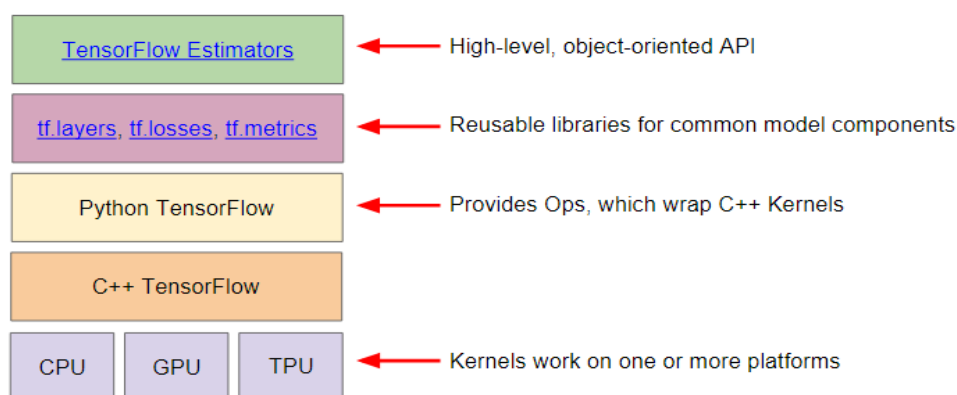 TensorFlow Estimators
High-level, object-oriented API
tf.layers, tf.losses, tf.metrics
Reusable libraries for common model components
Python TensorFlow
Provides Ops, which wrap C++ Kernels
C++ TensorFlow
CPU
GPU
TPU
Kernels work on one or more platforms